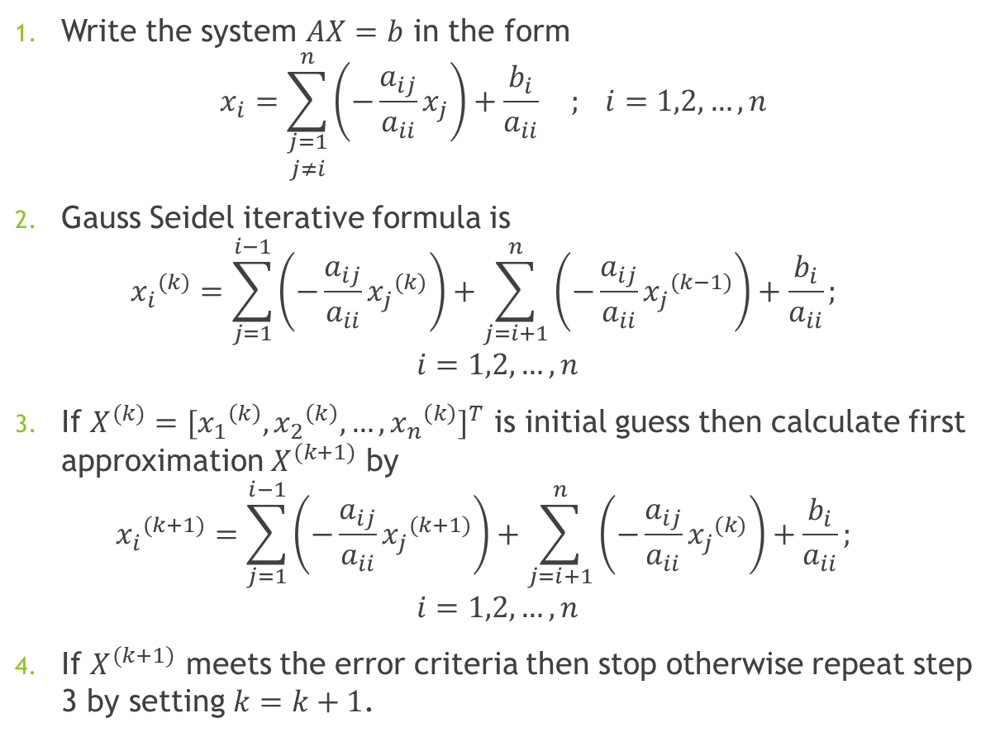 1. Write the system $AX = b$ in the form
$x_i = \sum_{\substack{j=1 \\ j \neq i}}^{n} \left( -\frac{a_{ij}}{a_{ii}} x_j \right) + \frac{b_i}{a_{ii}} \quad ; \quad i = 1,2, \ldots, n$
2. Gauss Seidel iterative formula is
$x_i{}^{(k)} = \sum_{j=1}^{i-1} \left( -\frac{a_{ij}}{a_{ii}} x_j{}^{(k)} \right) + \sum_{j=i+1}^{n} \left( -\frac{a_{ij}}{a_{ii}} x_j{}^{(k-1)} \right) + \frac{b_i}{a_{ii}};$
$i = 1,2, \ldots, n$
3. If $X^{(k)} = [x_1{}^{(k)}, x_2{}^{(k)}, \ldots, x_n{}^{(k)}]^T$ is initial guess then calculate first
approximation $X^{(k+1)}$ by
$x_i{}^{(k+1)} = \sum_{j=1}^{i-1} \left( -\frac{a_{ij}}{a_{ii}} x_j{}^{(k+1)} \right) + \sum_{j=i+1}^{n} \left( -\frac{a_{ij}}{a_{ii}} x_j{}^{(k)} \right) + \frac{b_i}{a_{ii}};$
$i = 1,2, \ldots, n$
4. If $X^{(k+1)}$ meets the error criteria then stop otherwise repeat step
3 by setting $k = k + 1$.